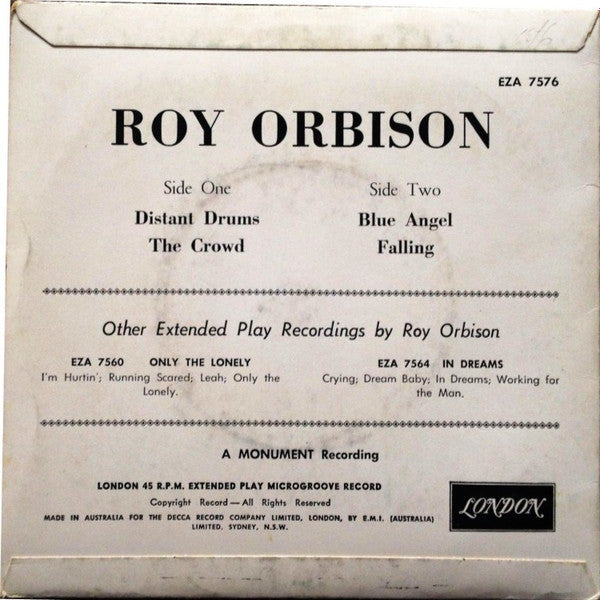 EZA 7576
ROY ORBISON
Side One
Distant Drums
The Crowd
Side Two
Blue Angel
Falling
Other Extended Play Recordings by Roy Orbison
EZA 7560 ONLY THE LONELY
I'm Hurtin'; Running Scared; Leah; Only the
Lonely.
EZA 7564 IN DREAMS
Crying; Dream Baby; In Dreams; Working for
the Man.
A MONUMENT Recording
LONDON 45 R.P.M. EXTENDED PLAY MICROGROOVE RECORD
Copyright Record — All Rights Reserved
MADE IN AUSTRALIA FOR THE DECCA RECORD COMPANY LIMITED, LONDON, BY E.M.I. (AUSTRALIA)
LIMITED, SYDNEY, N.S.W.
LONDON